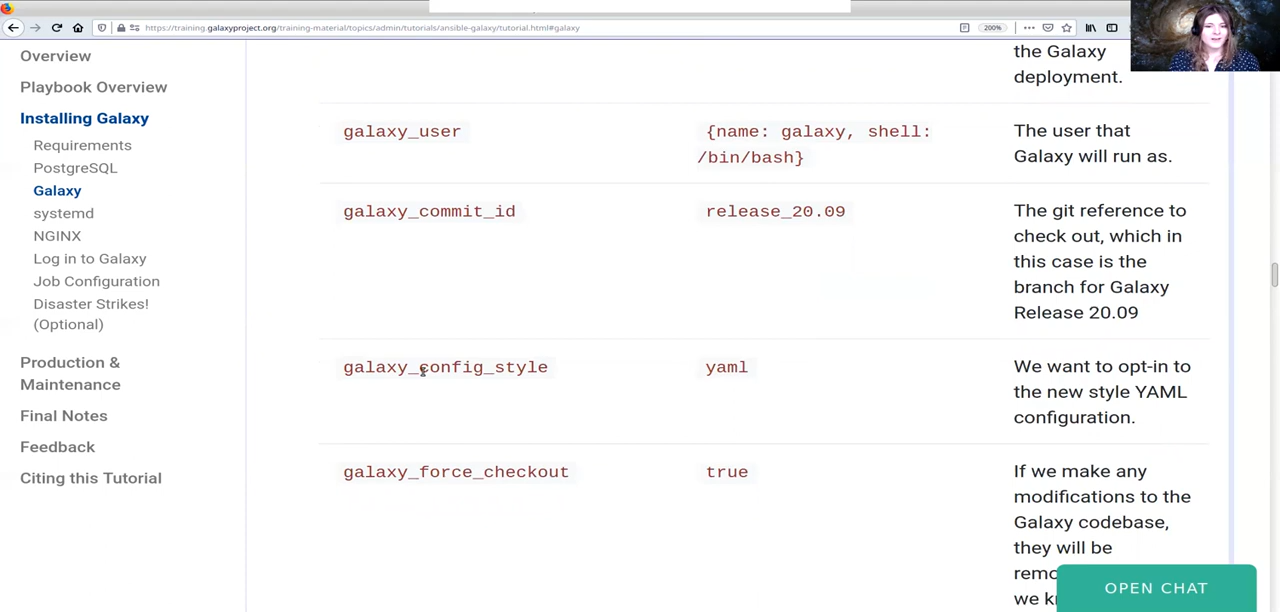 https://training.galaxyproject.org/training-material/topics/admin/tutorials/ansible-galaxy/tutorial.html#galaxy
200%
Overview
Playbook Overview
Installing Galaxy
Requirements
PostgreSQL
Galaxy
systemd
NGINX
Log in to Galaxy
Job Configuration
Disaster Strikes!
(Optional)
Production &
Maintenance
Final Notes
Feedback
Citing this Tutorial
the Galaxy
deployment.
galaxy_user
{name: galaxy, shell:
/bin/bash}
The user that
Galaxy will run as.
galaxy_commit_id
release_20.09
The git reference to
check out, which in
this case is the
branch for Galaxy
Release 20.09
galaxy_config_style
yaml
We want to opt-in to
the new style YAML
configuration.
galaxy_force_checkout
true
If we make any
modifications to the
Galaxy codebase,
they will be
OPEN CHAT